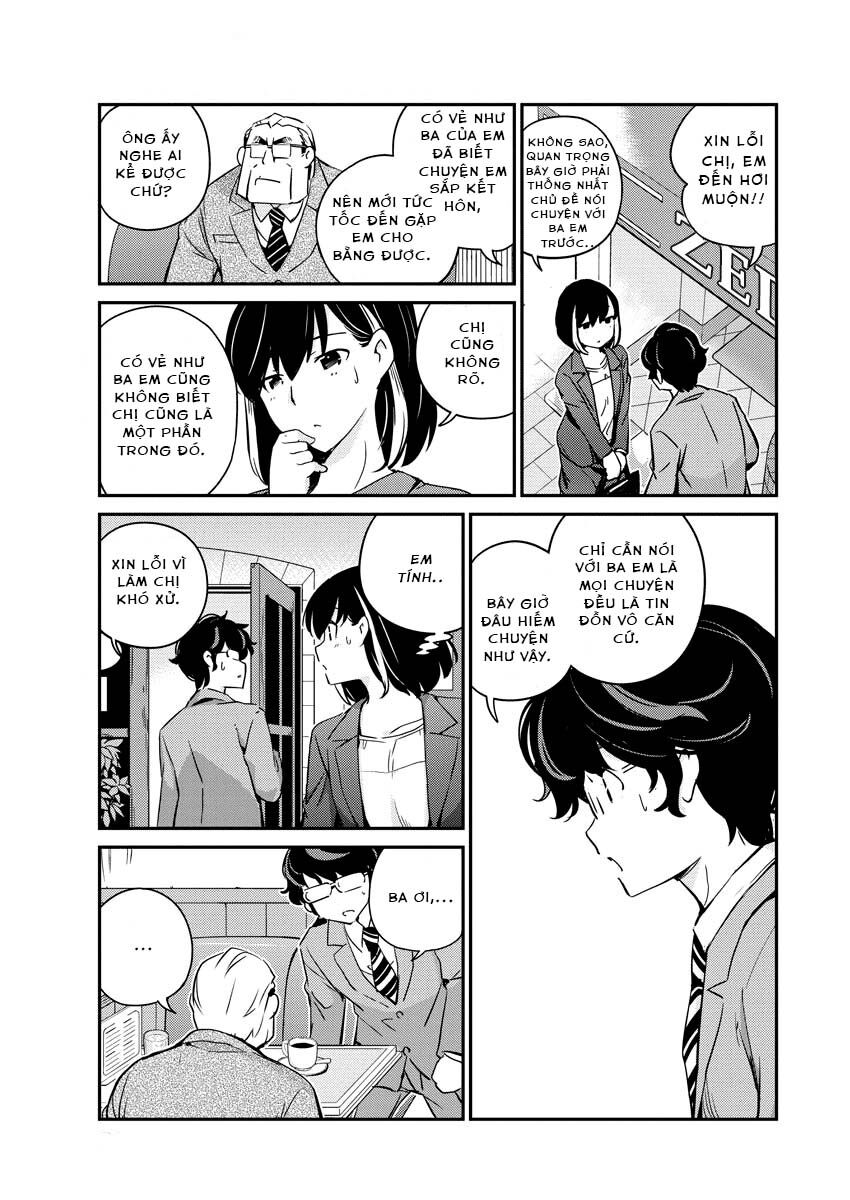 XIN LỖI
CHỊ, EM
ĐẾN HƠI
MUỘN!!
KHÔNG SAO,
QUAN TRỌNG
BÂY GIỜ PHẢI
THỐNG NHẤT
CHỦ ĐỀ NÓI
CHUYỆN VỚI
BA EM
TRƯỚC..
CÓ VẺ NHƯ
BA CỦA EM
ĐÃ BIẾT
CHUYỆN EM
SẮP KẾT
HÔN,
NÊN MỚI TỨC
TỐC ĐẾN GẶP
EM CHO
BẰNG ĐƯỢC.
ÔNG ẤY
NGHE AI
KỂ ĐƯỢC
CHỨ?
CHỊ
CŨNG
KHÔNG
RÕ.
CÓ VẺ NHƯ
BA EM CŨNG
KHÔNG BIẾT
CHỊ CŨNG LÀ
MỘT PHẦN
TRONG ĐÓ.
CHỈ CẦN NÓI
VỚI BA EM LÀ
MỌI CHUYỆN
ĐỀU LÀ TIN
ĐỒN VÔ CĂN
CỨ.
BÂY GIỜ
ĐÂU HIẾM
CHUYỆN
NHƯ VẬY.
EM
TÍNH..
XIN LỖI VÌ
LÀM CHỊ
KHÓ XỬ.
BA ƠI,...
...